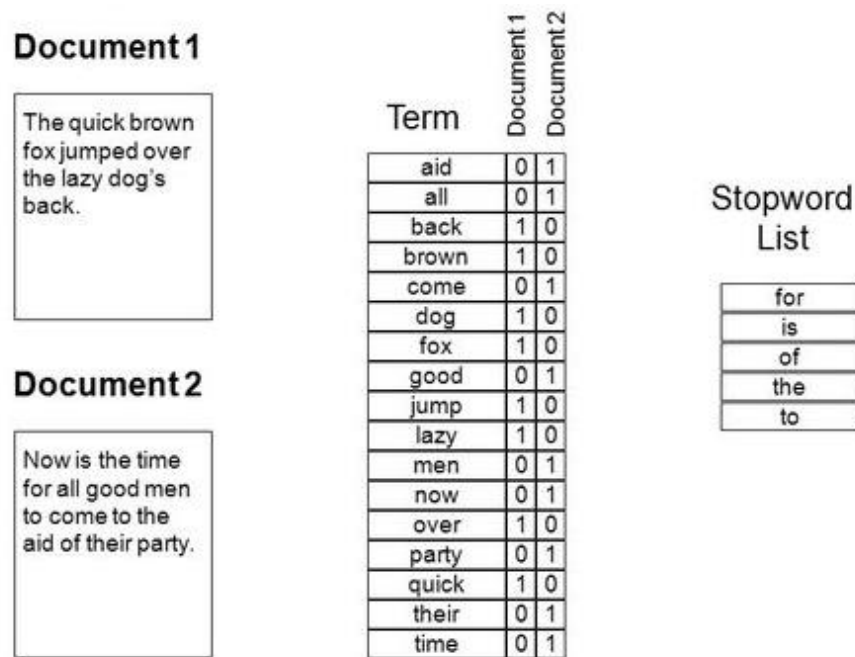 Document 1
The quick brown
fox jumped over
the lazy dog's
back.
Document 2
Now is the time
for all good men
to come to the
aid of their party.
Term Document 1 Document 2
aid 0 1
all 0 1
back 1 0
brown 1 0
come 0 1
dog 1 0
fox 1 0
good 0 1
jump 1 0
lazy 1 0
men 0 1
now 0 1
over 1 0
party 0 1
quick 1 0
their 0 1
time 0 1
Stopword
List
for
is
of
the
to